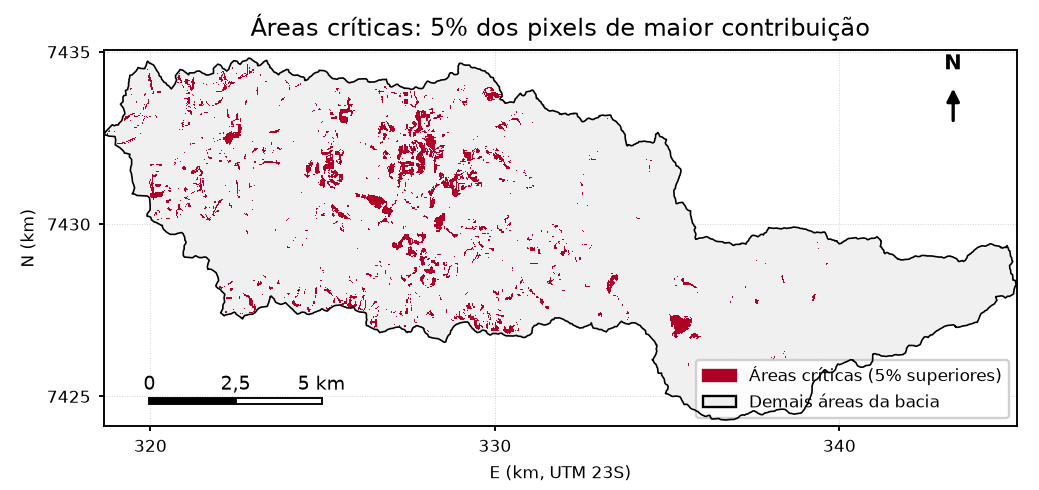 Áreas críticas: 5% dos pixels de maior contribuição
7435
N
N (km)
7430
7425
0 2,5 5 km
Áreas críticas (5% superiores)
Demais áreas da bacia
320 330 340
E (km, UTM 23S)